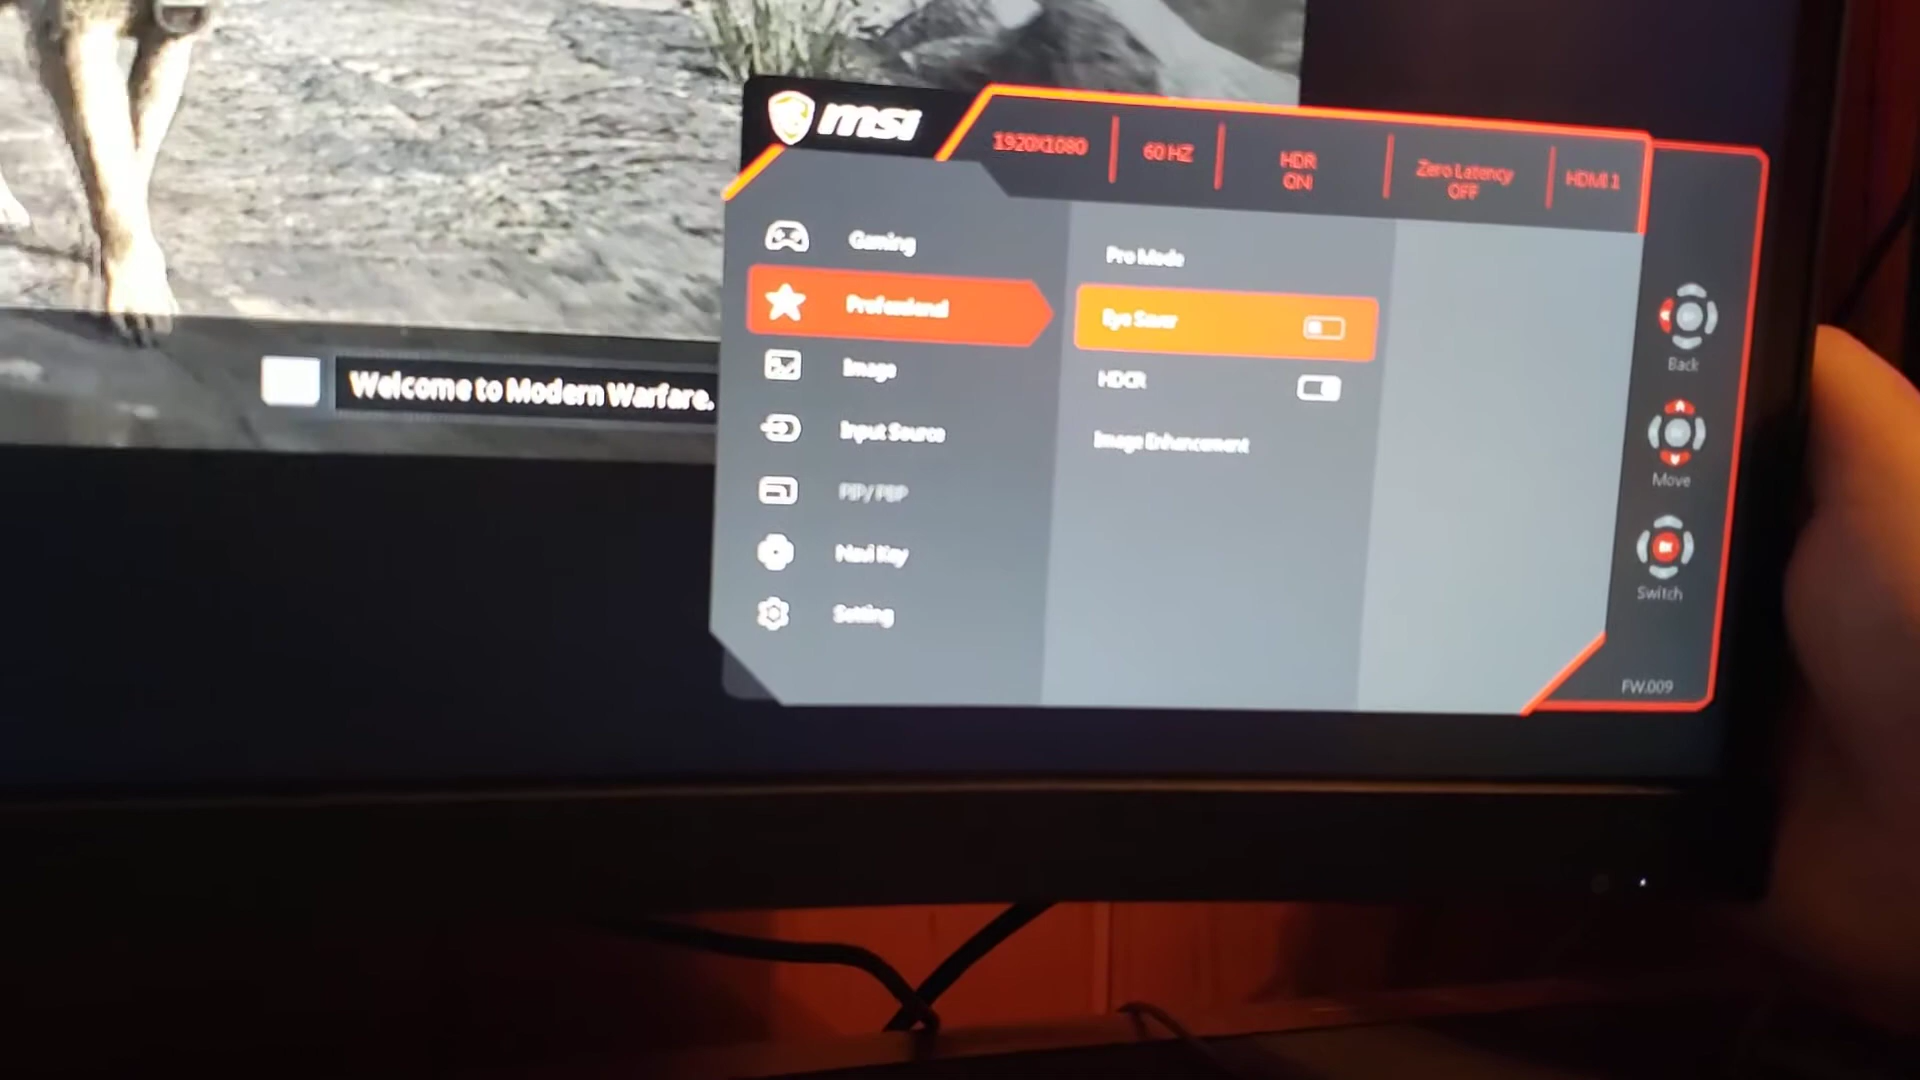 msi
1920X1080
60 HZ
HDR
ON
Zero Latency
OFF
HDMI 1
Gaming
Professional
Image
Input Source
PIP/ PBP
Navi Key
Setting
Pro Mode
Eye Saver
HDCR
Image Enhancement
Back
Move
OK
Switch
FW.009
Welcome to Modern Warfare.